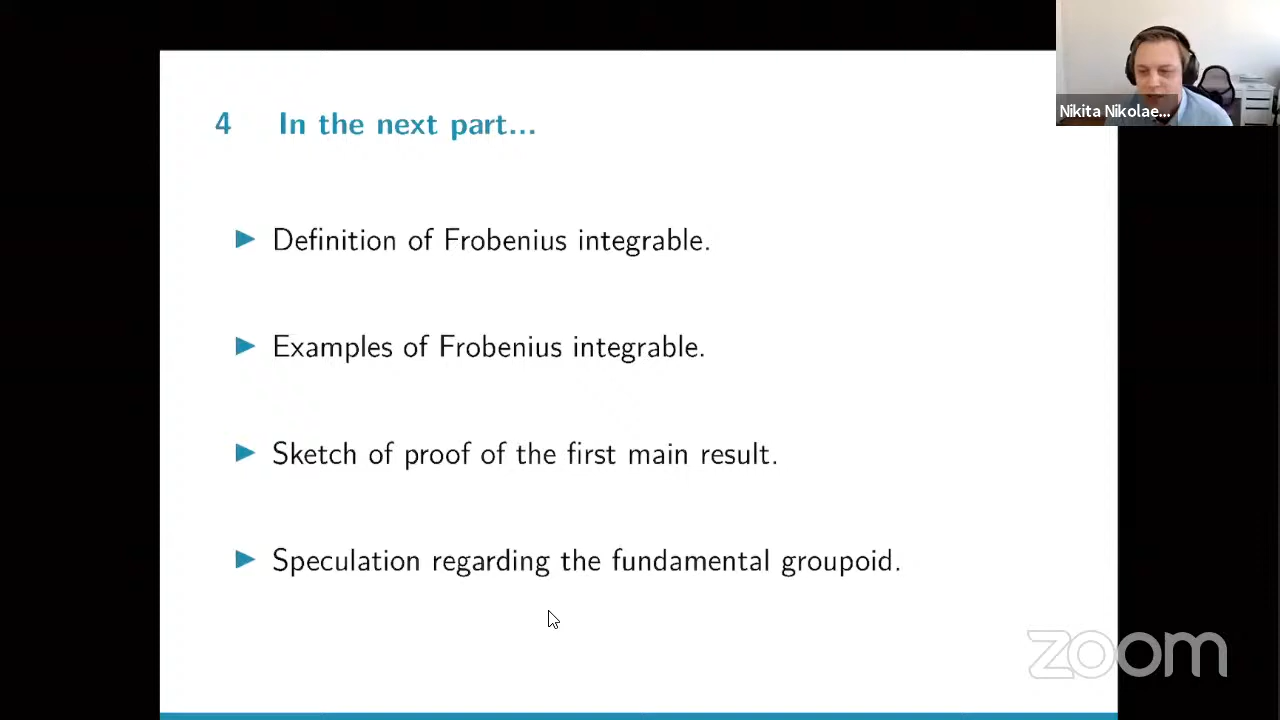 4 In the next part...
Nikita Nikolae...
Definition of Frobenius integrable.
Examples of Frobenius integrable.
Sketch of proof of the first main result.
Speculation regarding the fundamental groupoid.
zoom